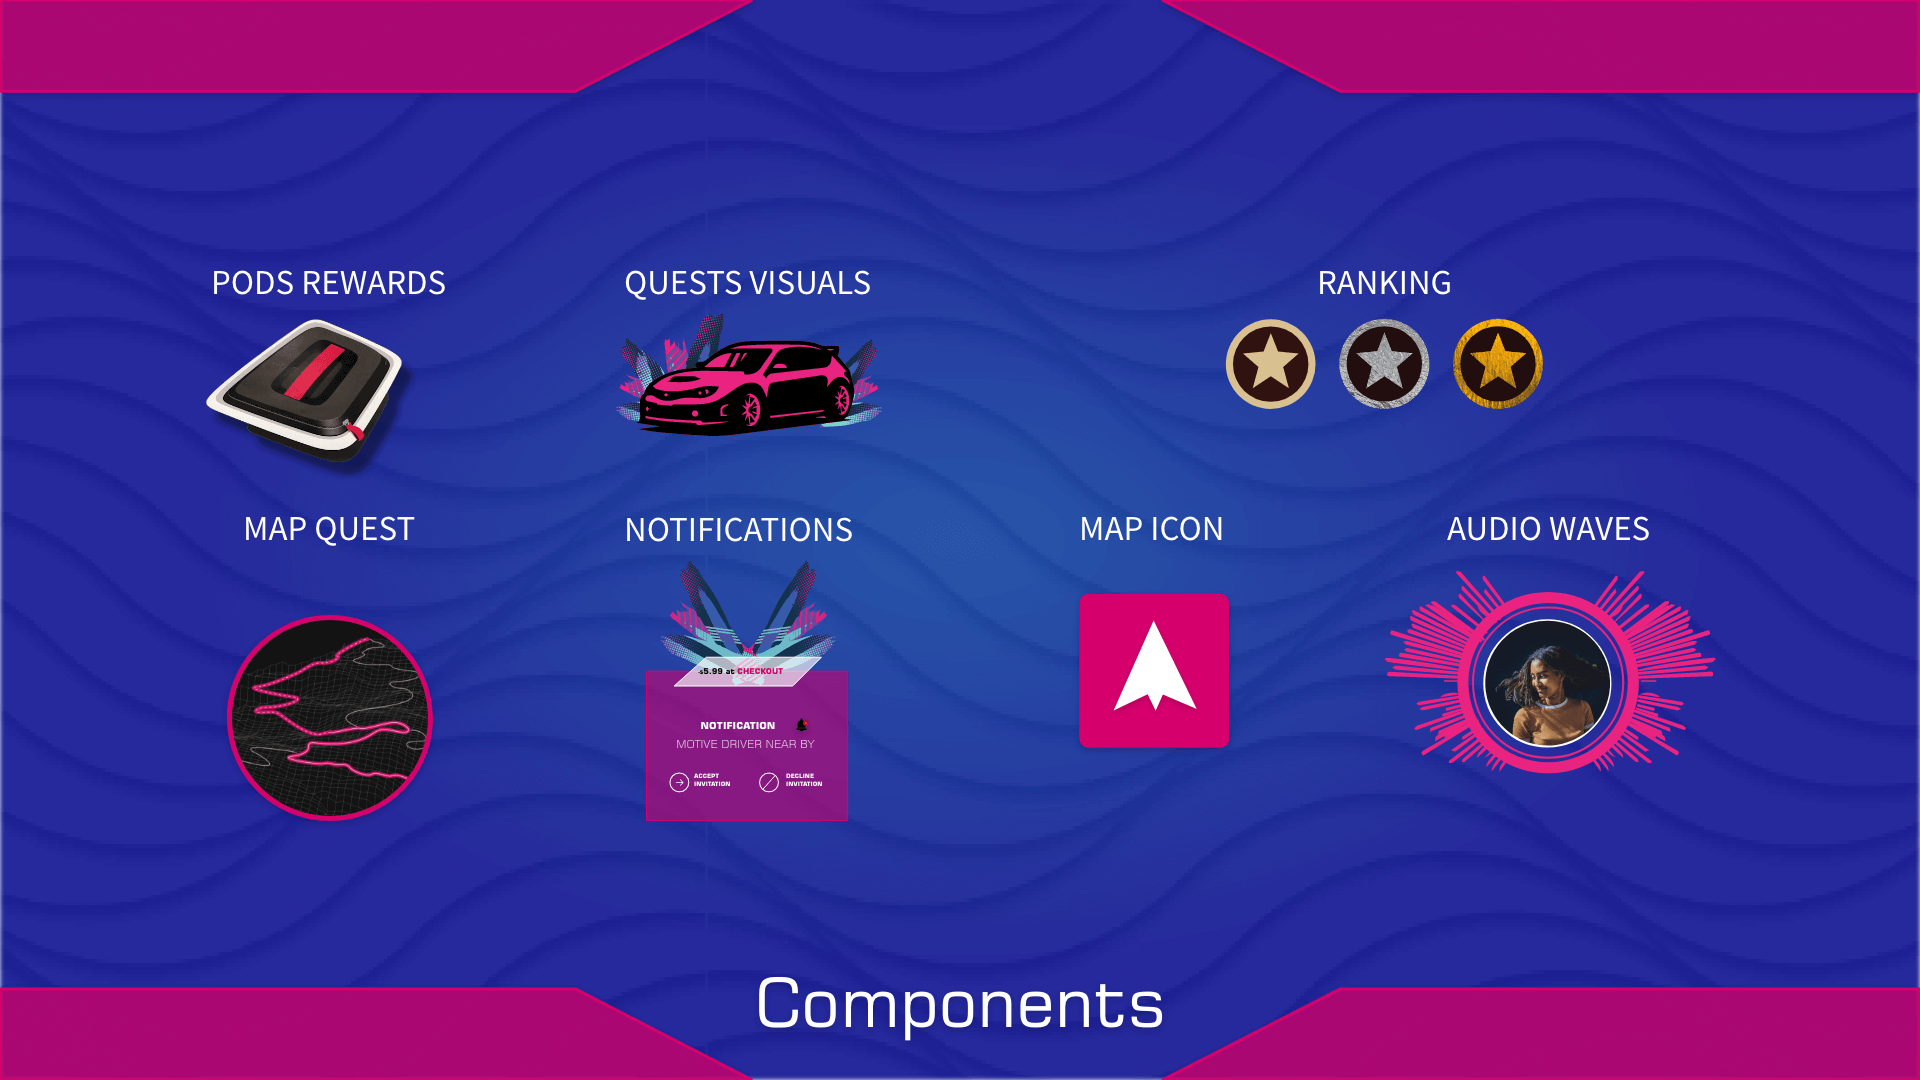 PODS REWARDS
QUESTS VISUALS
RANKING
MAP QUEST
NOTIFICATIONS
MAP ICON
AUDIO WAVES
$5.99 at CHECKOUT
NOTIFICATION
MOTIVE DRIVER NEAR BY
ACCEPT
INVITATION
DECLINE
INVITATION
Components